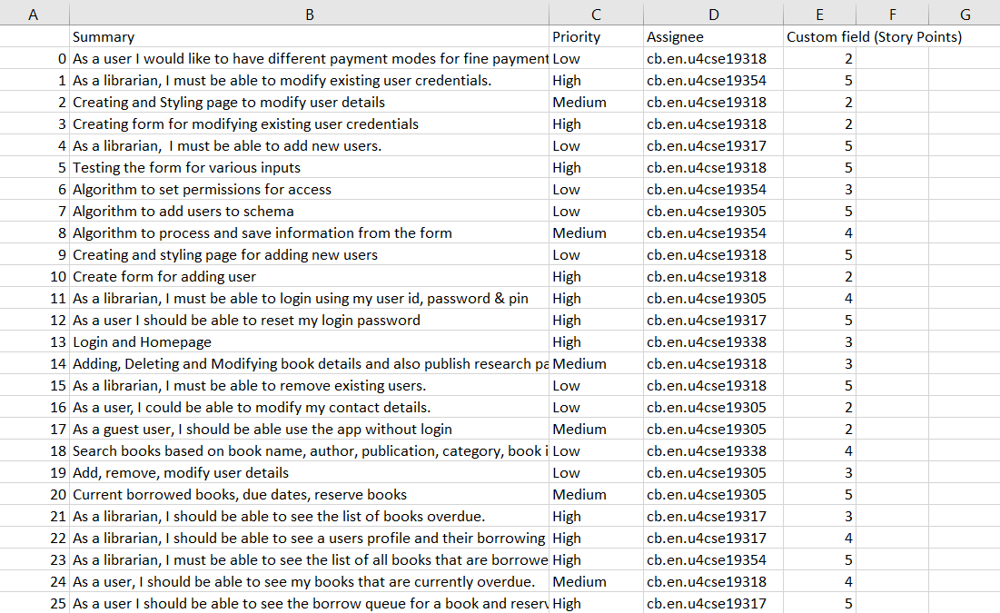 A B C D E F G
Summary Priority Assignee Custom field (Story Points)
0 As a user I would like to have different payment modes for fine payment Low cb.en.u4cse19318 2
1 As a librarian, I must be able to modify existing user credentials. High cb.en.u4cse19354 5
2 Creating and Styling page to modify user details Medium cb.en.u4cse19318 2
3 Creating form for modifying existing user credentials High cb.en.u4cse19318 2
4 As a librarian,  I must be able to add new users. Low cb.en.u4cse19317 5
5 Testing the form for various inputs High cb.en.u4cse19318 5
6 Algorithm to set permissions for access Low cb.en.u4cse19354 3
7 Algorithm to add users to schema Low cb.en.u4cse19305 5
8 Algorithm to process and save information from the form Medium cb.en.u4cse19354 4
9 Creating and styling page for adding new users Low cb.en.u4cse19318 5
10 Create form for adding user High cb.en.u4cse19318 2
11 As a librarian, I must be able to login using my user id, password & pin High cb.en.u4cse19305 4
12 As a user I should be able to reset my login password High cb.en.u4cse19317 5
13 Login and Homepage High cb.en.u4cse19338 3
14 Adding, Deleting and Modifying book details and also publish research pa Medium cb.en.u4cse19318 3
15 As a librarian, I must be able to remove existing users. Low cb.en.u4cse19318 5
16 As a user, I could be able to modify my contact details. Low cb.en.u4cse19305 2
17 As a guest user, I should be able use the app without login Medium cb.en.u4cse19305 2
18 Search books based on book name, author, publication, category, book i Low cb.en.u4cse19338 4
19 Add, remove, modify user details Low cb.en.u4cse19305 3
20 Current borrowed books, due dates, reserve books Medium cb.en.u4cse19305 5
21 As a librarian, I should be able to see the list of books overdue. High cb.en.u4cse19317 3
22 As a librarian, I should be able to see a users profile and their borrowing High cb.en.u4cse19317 4
23 As a librarian, I must be able to see the list of all books that are borrowe High cb.en.u4cse19354 5
24 As a user, I should be able to see my books that are currently overdue. Medium cb.en.u4cse19318 4
25 As a user I should be able to see the borrow queue for a book and reserv High cb.en.u4cse19317 5